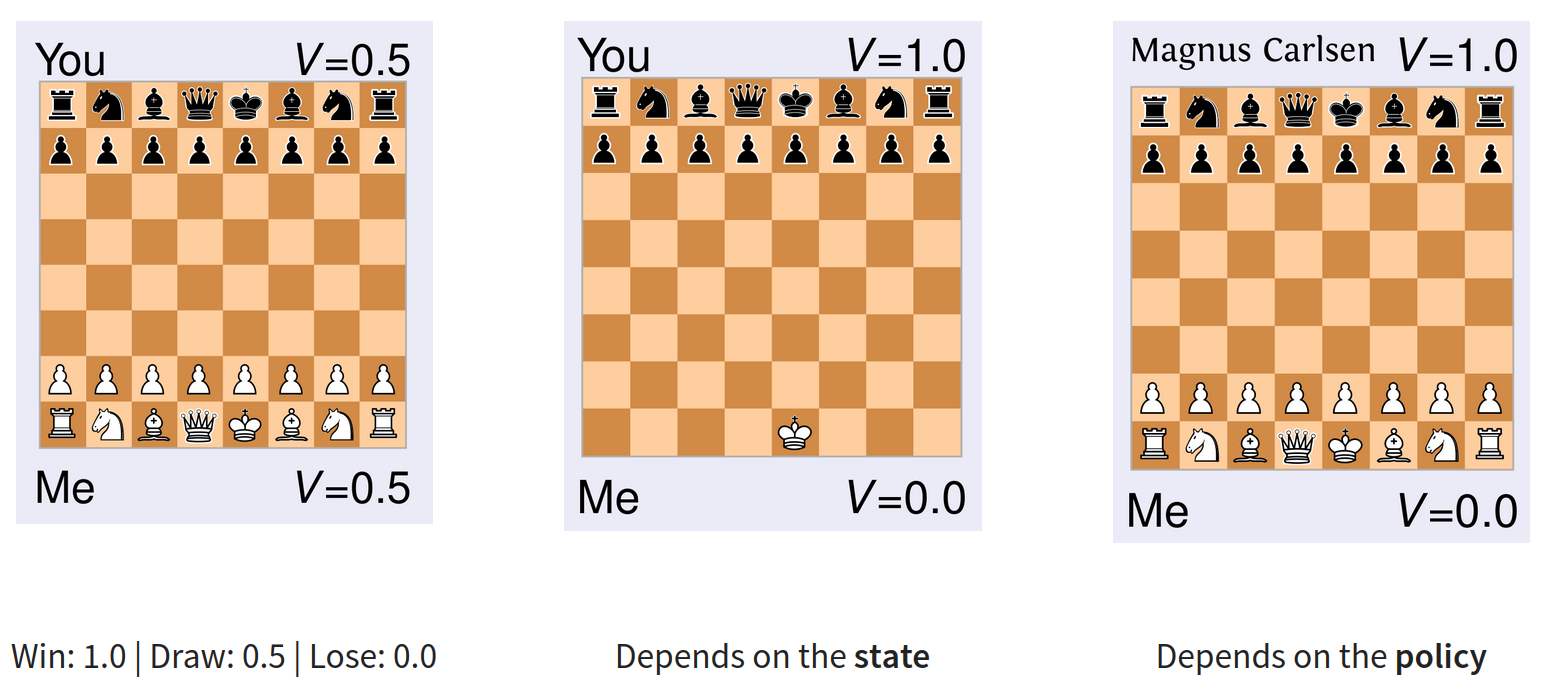 You V=0.5
Me V=0.5
Win: 1.0 | Draw: 0.5 | Lose: 0.0
You V=1.0
Me V=0.0
Depends on the state
Magnus Carlsen V=1.0
Me V=0.0
Depends on the policy